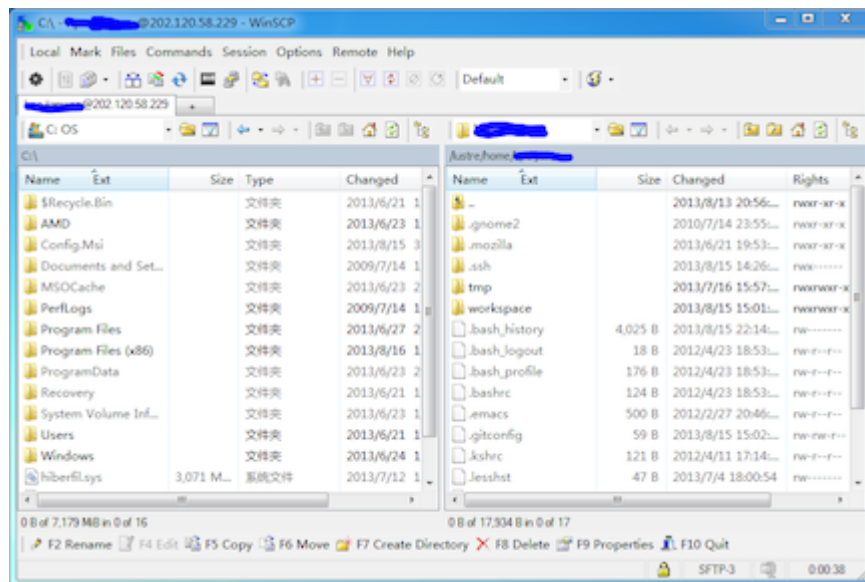 C:\ - @202.120.58.229 - WinSCP
Local Mark Files Commands Session Options Remote Help
Default
@202.120.58.229
C: OS
C:\
/lustre/home/
Name Ext Size Type Changed Name Ext Size Changed Rights
$Recycle.Bin 文件夹 2013/6/21 1 .. 2013/8/13 20:56:... rwxr-xr-x
AMD 文件夹 2013/6/23 1 .gnome2 2010/7/14 23:55:... rwxr-xr-x
Config.Msi 文件夹 2013/8/15 3 .mozilla 2013/6/21 19:53:... rwxr-xr-x
Documents and Set... 文件夹 2009/7/14 1 .ssh 2013/8/15 14:26:... rwx------
MSOCache 文件夹 2013/6/23 2 tmp 2013/7/16 15:57:... rwxrwxr-x
PerfLogs 文件夹 2009/7/14 1 workspace 2013/8/15 15:01:... rwxrwxr-x
Program Files 文件夹 2013/6/27 2 .bash_history 4,025 B 2013/8/15 22:14:... rw-------
Program Files (x86) 文件夹 2013/8/16 1 .bash_logout 18 B 2012/4/23 18:53:... rw-r--r--
ProgramData 文件夹 2013/6/23 2 .bash_profile 176 B 2012/4/23 18:53:... rw-r--r--
Recovery 文件夹 2013/6/21 1 .bashrc 124 B 2012/4/23 18:53:... rw-r--r--
System Volume Inf... 文件夹 2013/6/23 1 .emacs 500 B 2012/2/27 20:46:... rw-r--r--
Users 文件夹 2013/6/21 1 .gitconfig 59 B 2013/8/15 15:02:... rw-rw-r--
Windows 文件夹 2013/6/24 1 .kshrc 121 B 2012/4/11 17:14:... rw-r--r--
hiberfil.sys 3,071 M... 系统文件 2013/7/12 1 .lesshst 47 B 2013/7/4 18:00:54 rw-------
0 B of 7,179 MiB in 0 of 16 0 B of 17,934 B in 0 of 17
F2 Rename F4 Edit F5 Copy F6 Move F7 Create Directory F8 Delete F9 Properties F10 Quit
SFTP-3 0:00:38